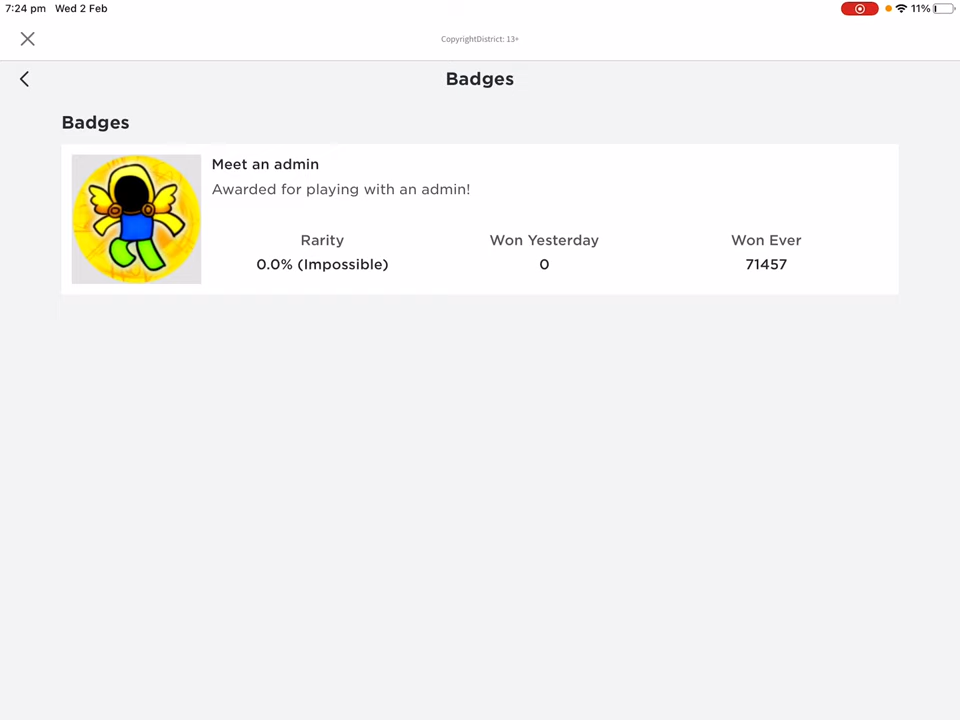 7:24 pm Wed 2 Feb 11%
CopyrightDistrict: 13+
Badges
Badges
Meet an admin
Awarded for playing with an admin!
Rarity Won Yesterday Won Ever
0.0% (Impossible) 0 71457